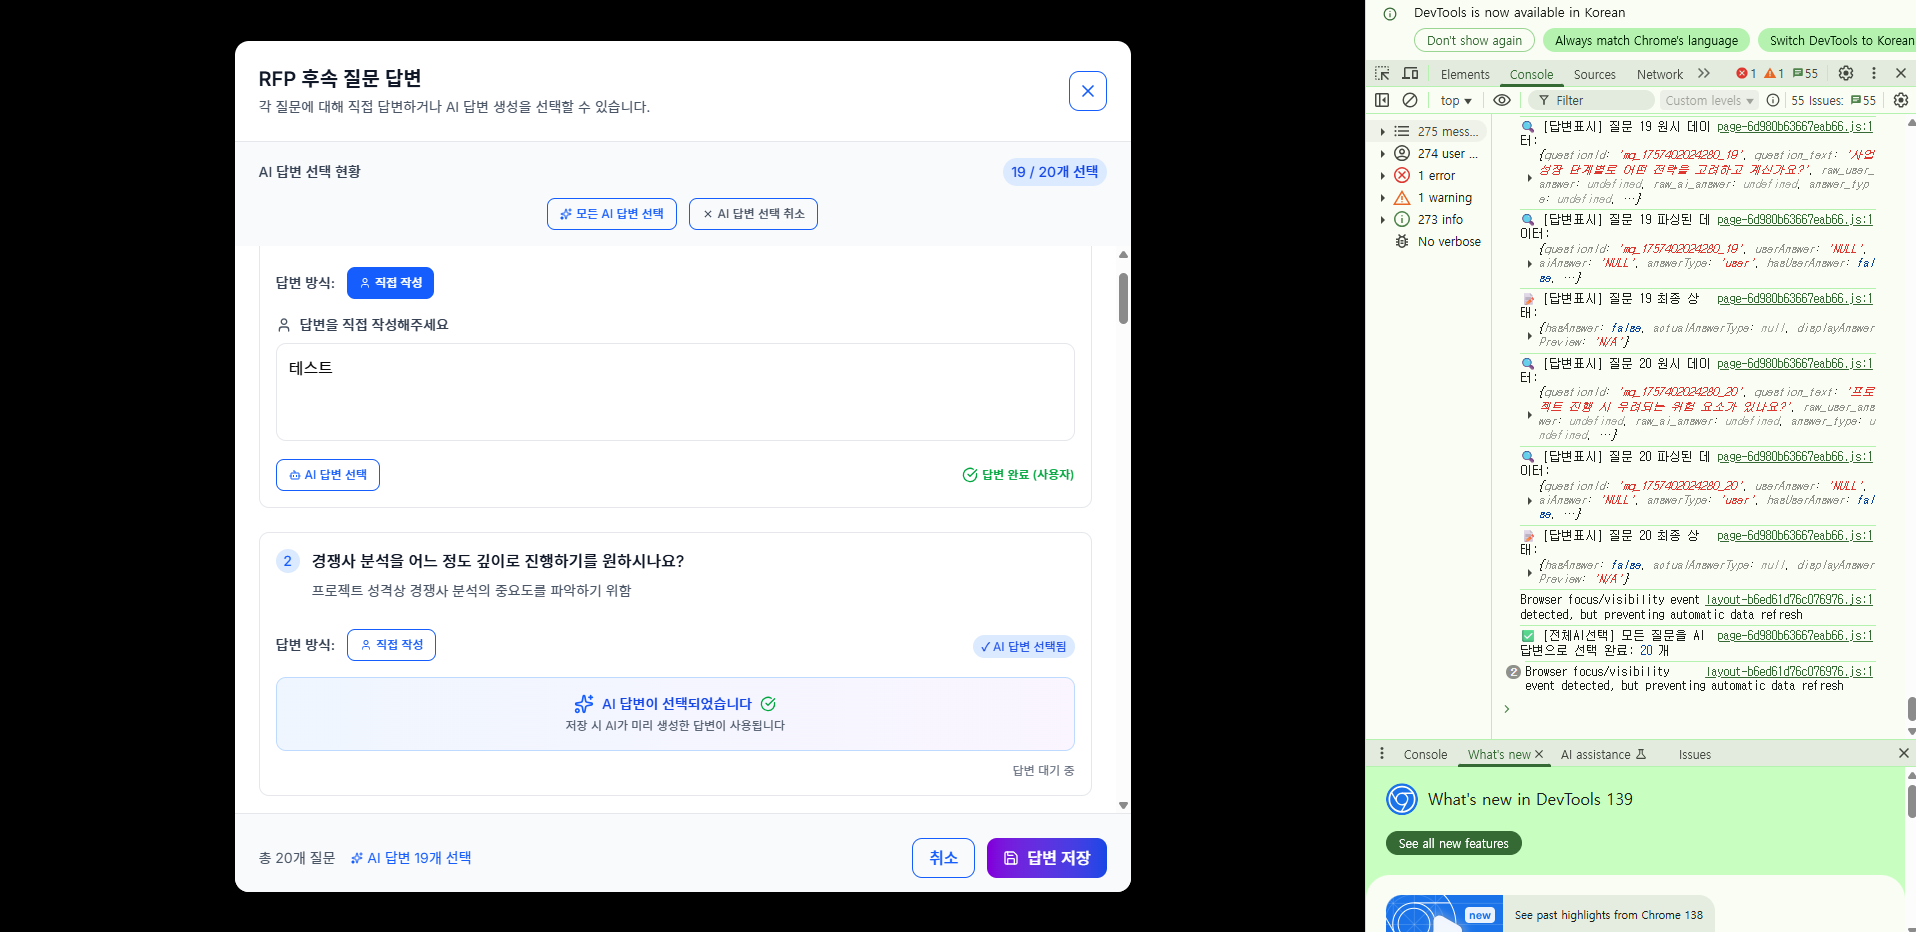 RFP 후속 질문 답변
각 질문에 대해 직접 답변하거나 AI 답변 생성을 선택할 수 있습니다.
AI 답변 선택 현황
19 / 20개 선택
모든 AI 답변 선택
AI 답변 선택 취소
답변 방식:
직접 작성
답변을 직접 작성해주세요
테스트
AI 답변 선택
답변 완료 (사용자)
2
경쟁사 분석을 어느 정도 깊이로 진행하기를 원하시나요?
프로젝트 성격상 경쟁사 분석의 중요도를 파악하기 위함
답변 방식:
직접 작성
✓ AI 답변 선택됨
AI 답변이 선택되었습니다
저장 시 AI가 미리 생성한 답변이 사용됩니다
답변 대기 중
총 20개 질문
AI 답변 19개 선택
취소
답변 저장
DevTools is now available in Korean
Don't show again
Always match Chrome's language
Switch DevTools to Korean
Elements
Console
Sources
Network
1
1
55
top
Filter
Custom levels
55 Issues:
55
275 mess...
274 user ...
1 error
1 warning
273 info
No verbose
[답변표시] 질문 19 원시 데이 page-6d980b63667eab66.js:1
터:
{questionId: 'mq_1757402024280_19', question_text: '사업
성장 단계별로 어떤 전략을 고려하고 계신가요?', raw_user_
answer: undefined, raw_ai_answer: undefined, answer_typ
e: undefined, …}
[답변표시] 질문 19 파싱된 데 page-6d980b63667eab66.js:1
이터:
{questionId: 'mq_1757402024280_19', userAnswer: 'NULL',
aiAnswer: 'NULL', answerType: 'user', hasUserAnswer: fal
se, …}
[답변표시] 질문 19 최종 상 page-6d980b63667eab66.js:1
태:
{hasAnswer: false, actualAnswerType: null, displayAnswer
Preview: 'N/A'}
[답변표시] 질문 20 원시 데이 page-6d980b63667eab66.js:1
터:
{questionId: 'mq_1757402024280_20', question_text: '프로
젝트 진행 시 우려되는 위험 요소가 있나요?', raw_user_ans
wer: undefined, raw_ai_answer: undefined, answer_type: u
ndefined, …}
[답변표시] 질문 20 파싱된 데 page-6d980b63667eab66.js:1
이터:
{questionId: 'mq_1757402024280_20', userAnswer: 'NULL',
aiAnswer: 'NULL', answerType: 'user', hasUserAnswer: fal
se, …}
[답변표시] 질문 20 최종 상 page-6d980b63667eab66.js:1
태:
{hasAnswer: false, actualAnswerType: null, displayAnswer
Preview: 'N/A'}
Browser focus/visibility event layout-b6ed61d76c076976.js:1
detected, but preventing automatic data refresh
[전체AI선택] 모든 질문을 AI page-6d980b63667eab66.js:1
답변으로 선택 완료: 20 개
2 Browser focus/visibility layout-b6ed61d76c076976.js:1
event detected, but preventing automatic data refresh
Console
What's new
AI assistance
Issues
What's new in DevTools 139
See all new features
new
See past highlights from Chrome 138